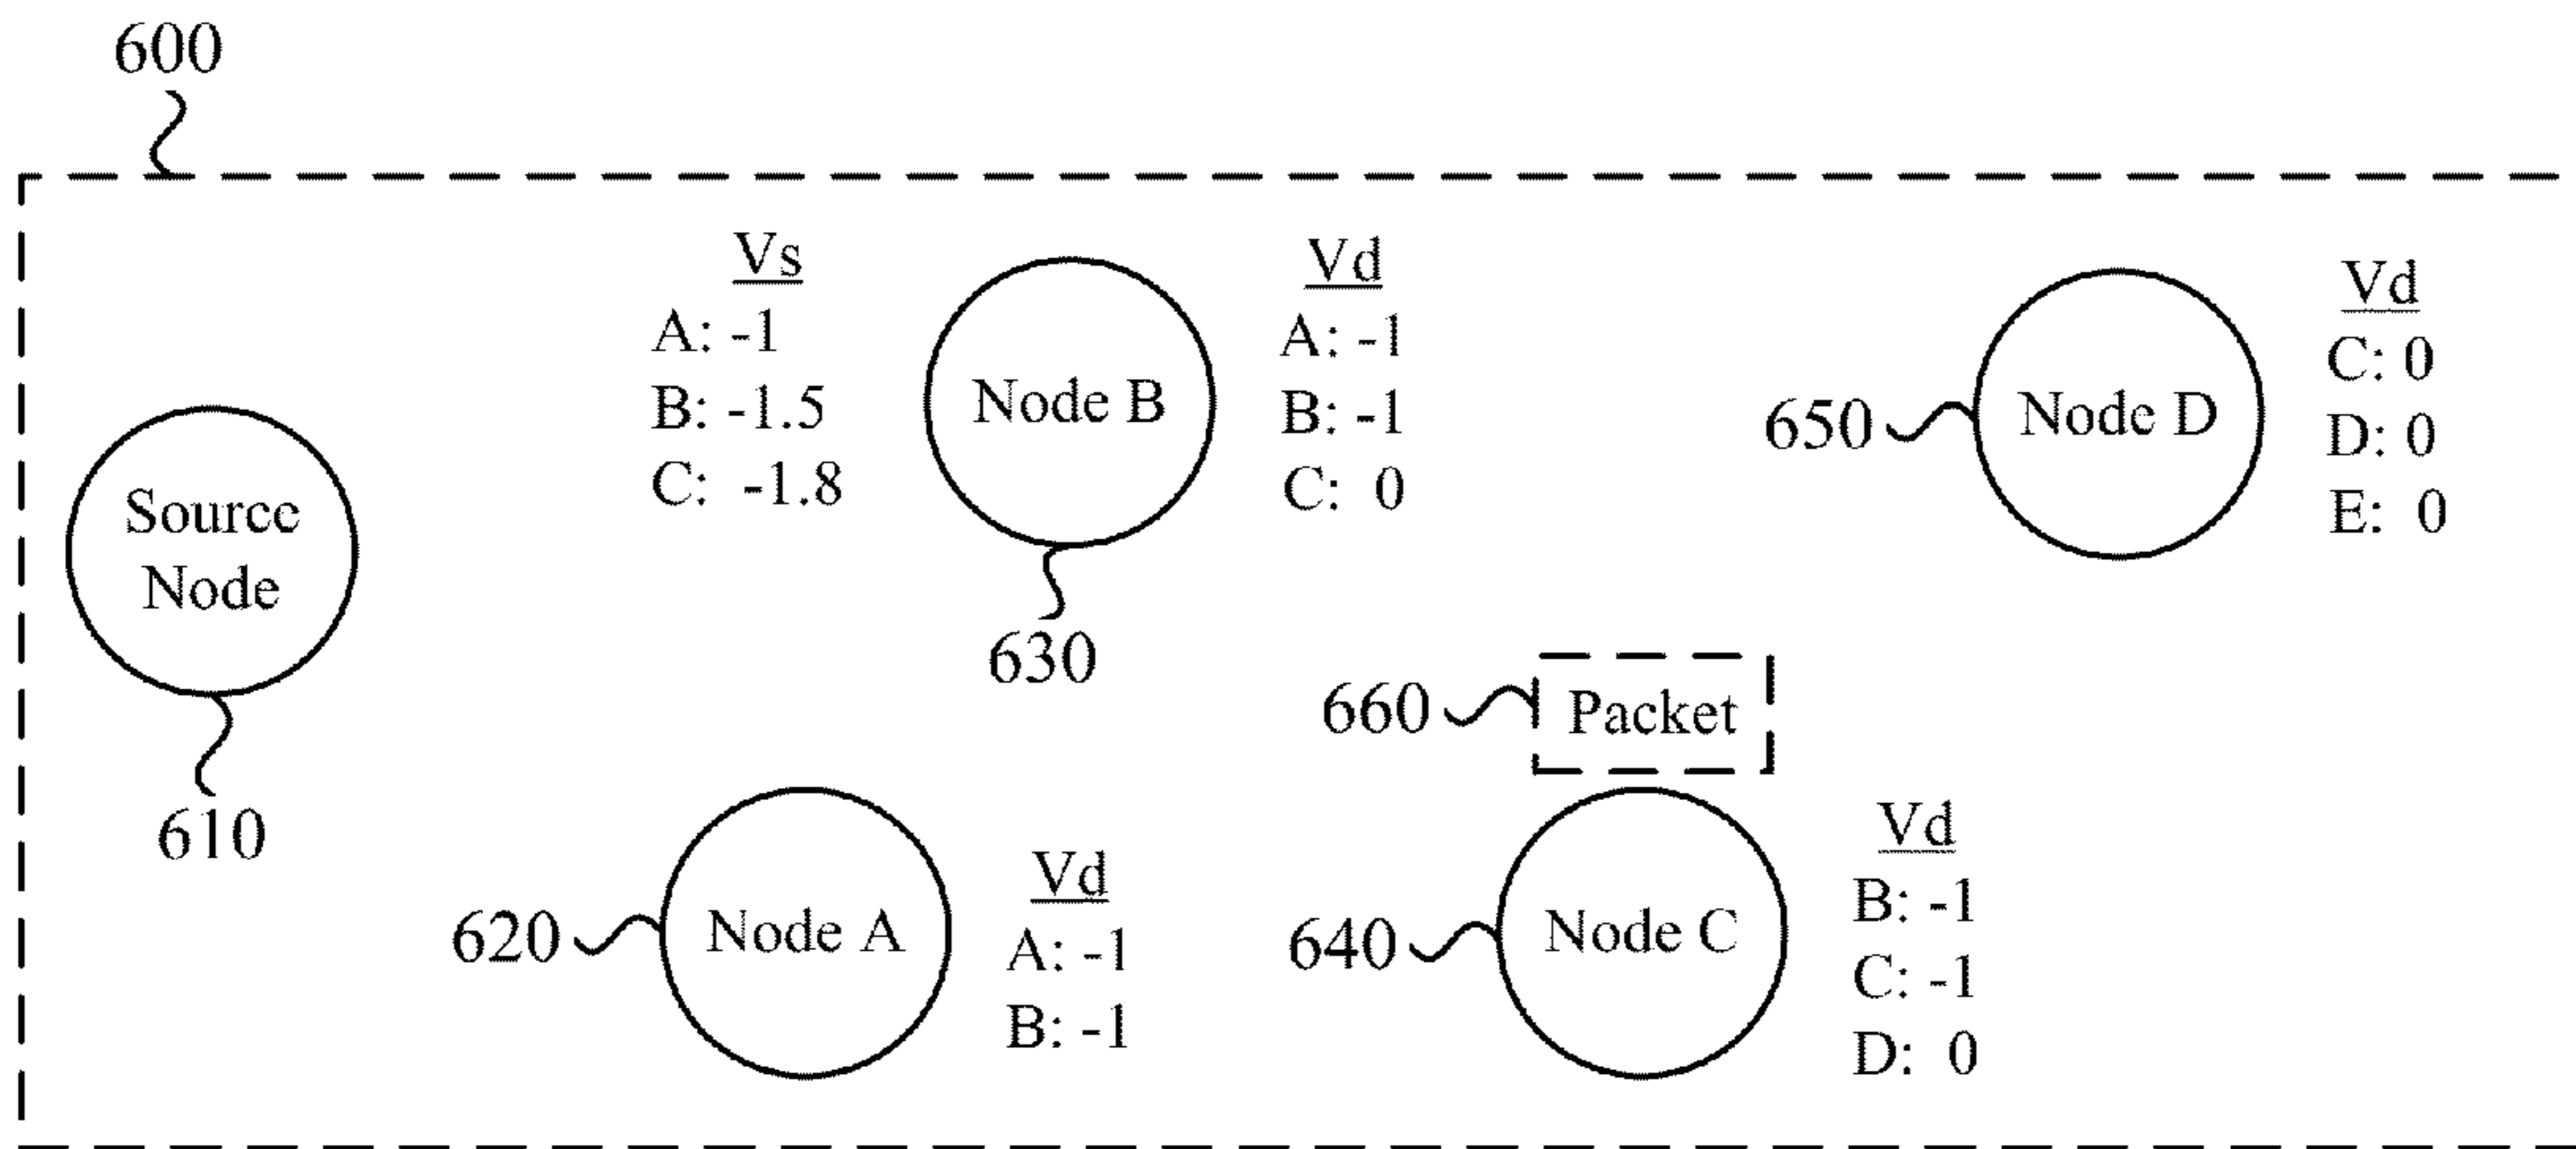 600
Vs
A: -1
B: -1.5
C: -1.8
Node B
Vd
A: -1
B: -1
C: 0
630
Vd
C: 0
D: 0
E: 0
Node D
650
Source
Node
610
660
Packet
620
Node A
Vd
A: -1
B: -1
640
Node C
Vd
B: -1
C: -1
D: 0